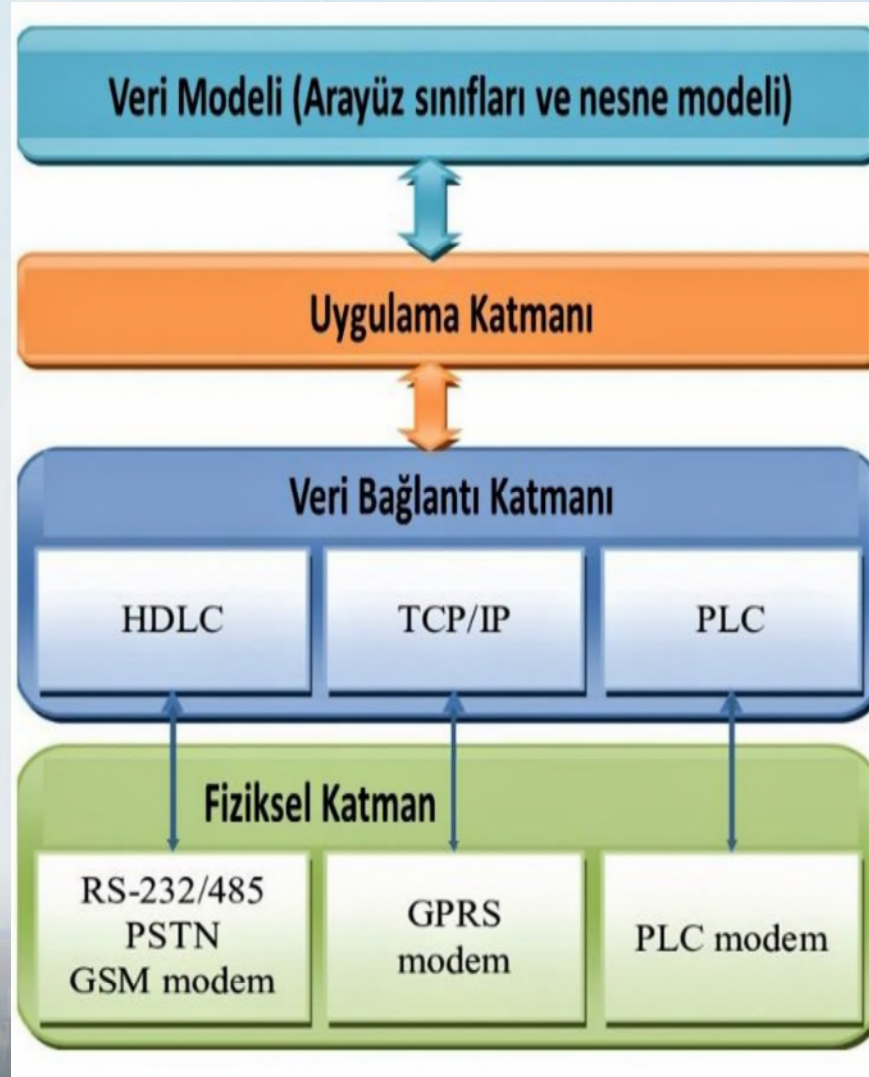 Veri Modeli (Arayüz sınıfları ve nesne modeli)
Uygulama Katmanı
Veri Bağlantı Katmanı
HDLC
TCP/IP
PLC
Fiziksel Katman
RS-232/485
PSTN
GSM modem
GPRS
modem
PLC modem